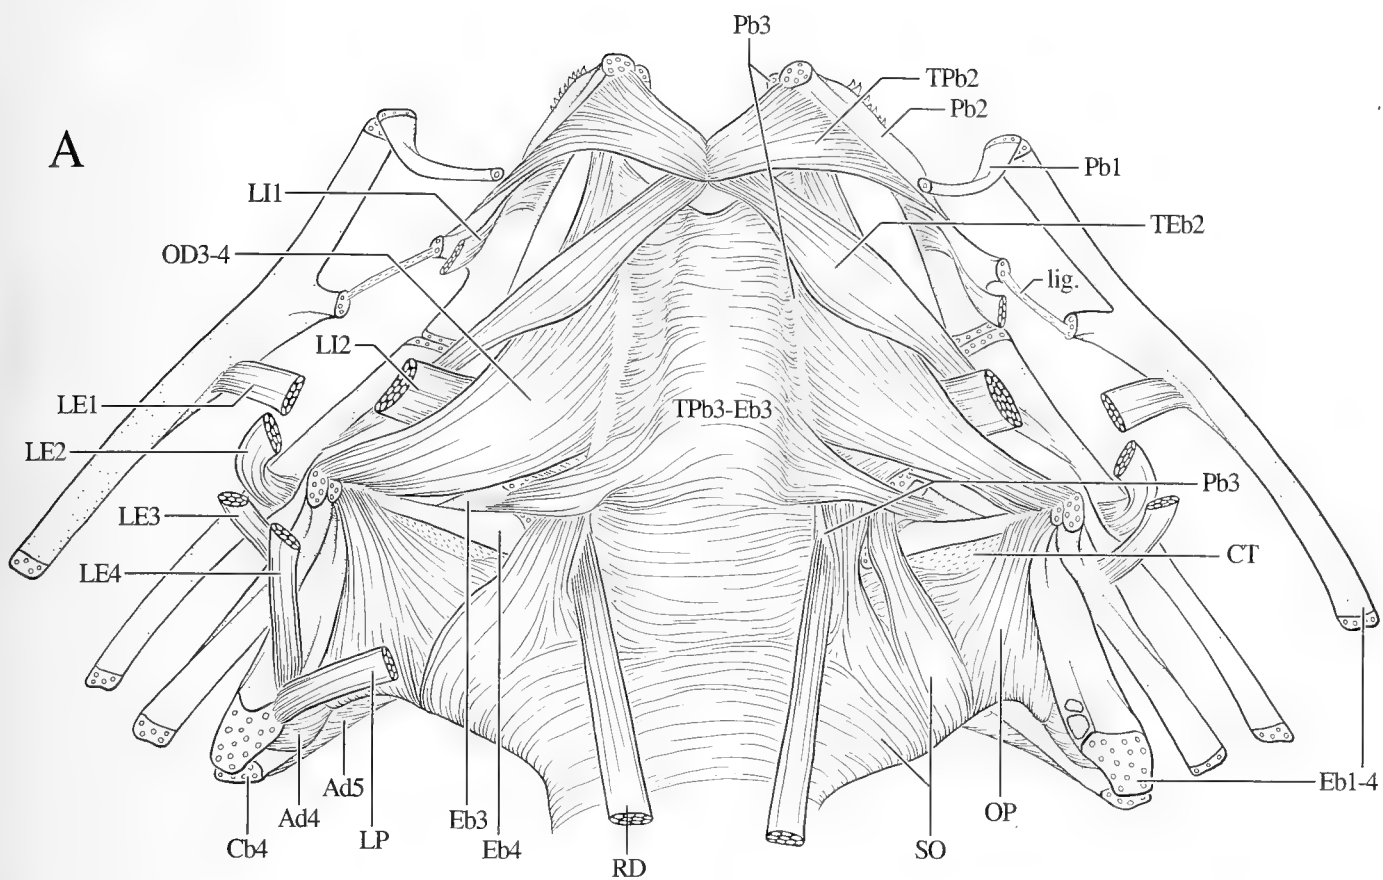 Pb3
TPb2
Pb2
A
Pb1
LI1
TEb2
OD3-4
lig.
LI2
LE1
TPb3-Eb3
LE2
Pb3
LE3
CT
LE4
Eb1-4
Ad5
Ad4
Eb3
OP
LP
Cb4
Eb4
SO
RD